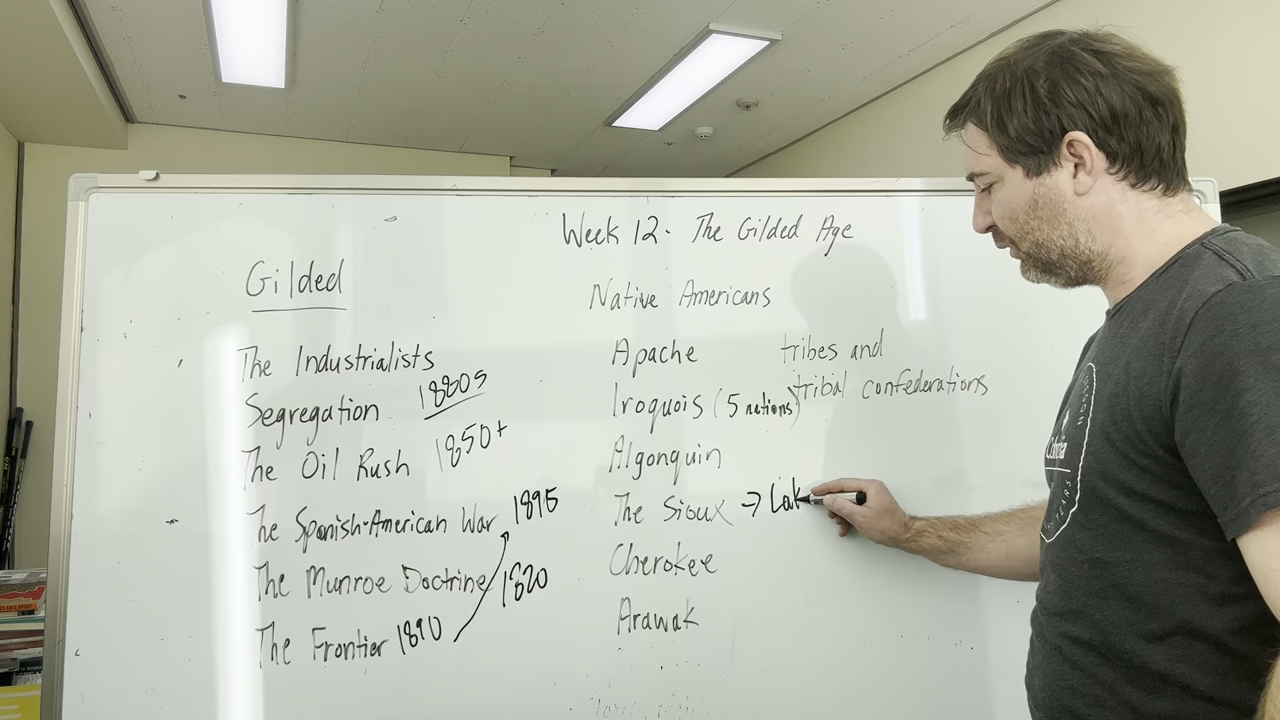 Week 12. The Gilded Age
Gilded
The Industrialists
Segregation 1880s
The Oil Rush 1850+
The Spanish-American War 1895
The Munroe Doctrine 1820
The Frontier 1890
Native Americans
Apache
Iroquois (5 nations)
tribes and
tribal confederations
Algonquin
The Sioux → Lak
Cherokee
Arawak